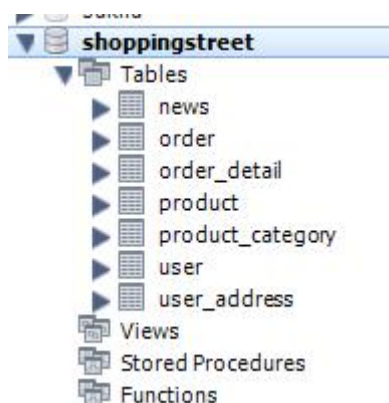 shoppingstreet
Tables
news
order
order_detail
product
product_category
user
user_address
Views
Stored Procedures
Functions